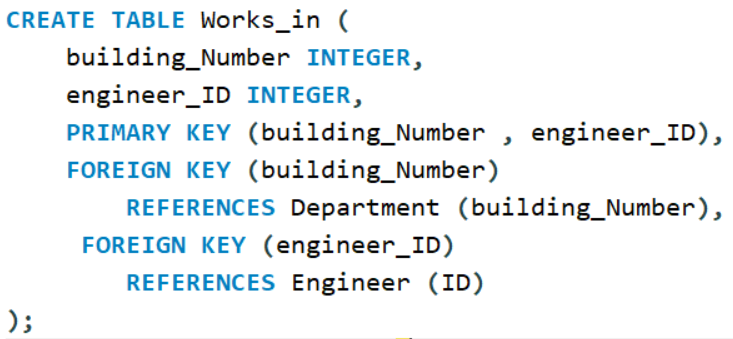 CREATE TABLE Works_in (
building_Number INTEGER,
engineer_ID INTEGER,
PRIMARY KEY (building_Number , engineer_ID),
FOREIGN KEY (building_Number)
REFERENCES Department (building_Number),
FOREIGN KEY (engineer_ID)
REFERENCES Engineer (ID)
);